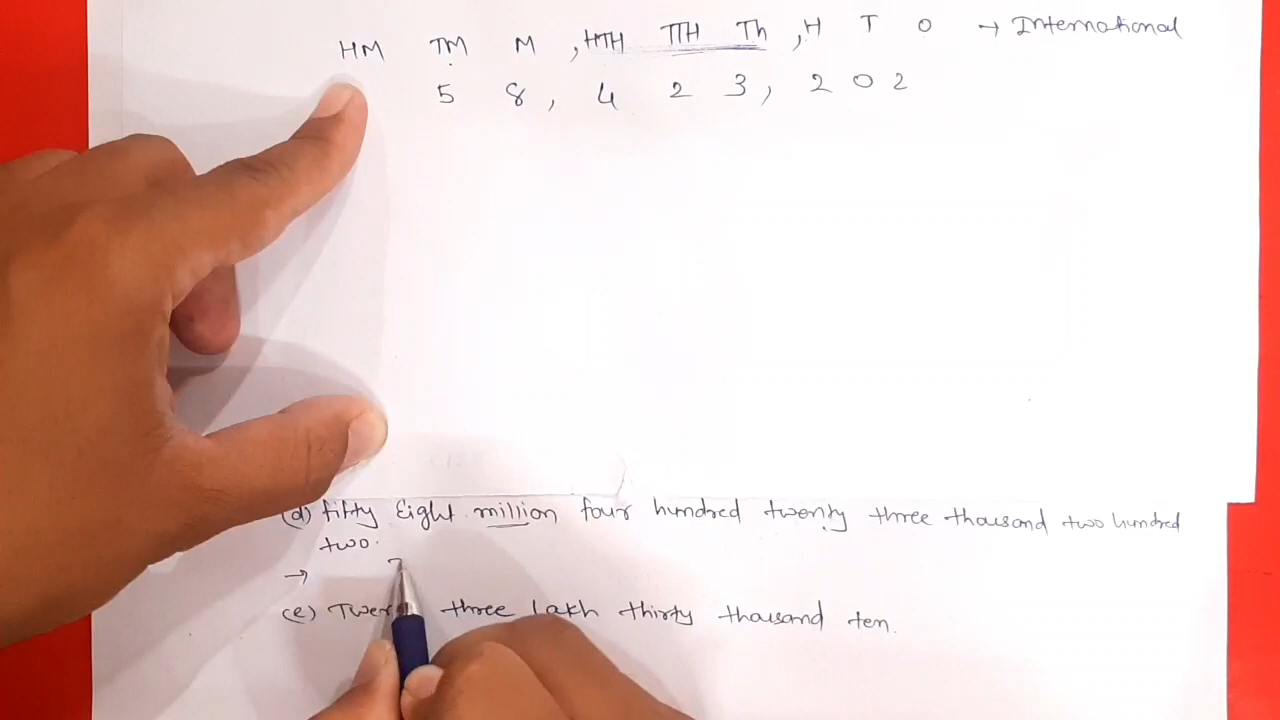 HM TM M , HTH TTH Th , H T O → International
5 8 , 4 2 3 , 2 0 2
(d) fifty Eight million four hundred twenty three thousand two hundred
two.
→
(e) three lakh thirty thousand ten.